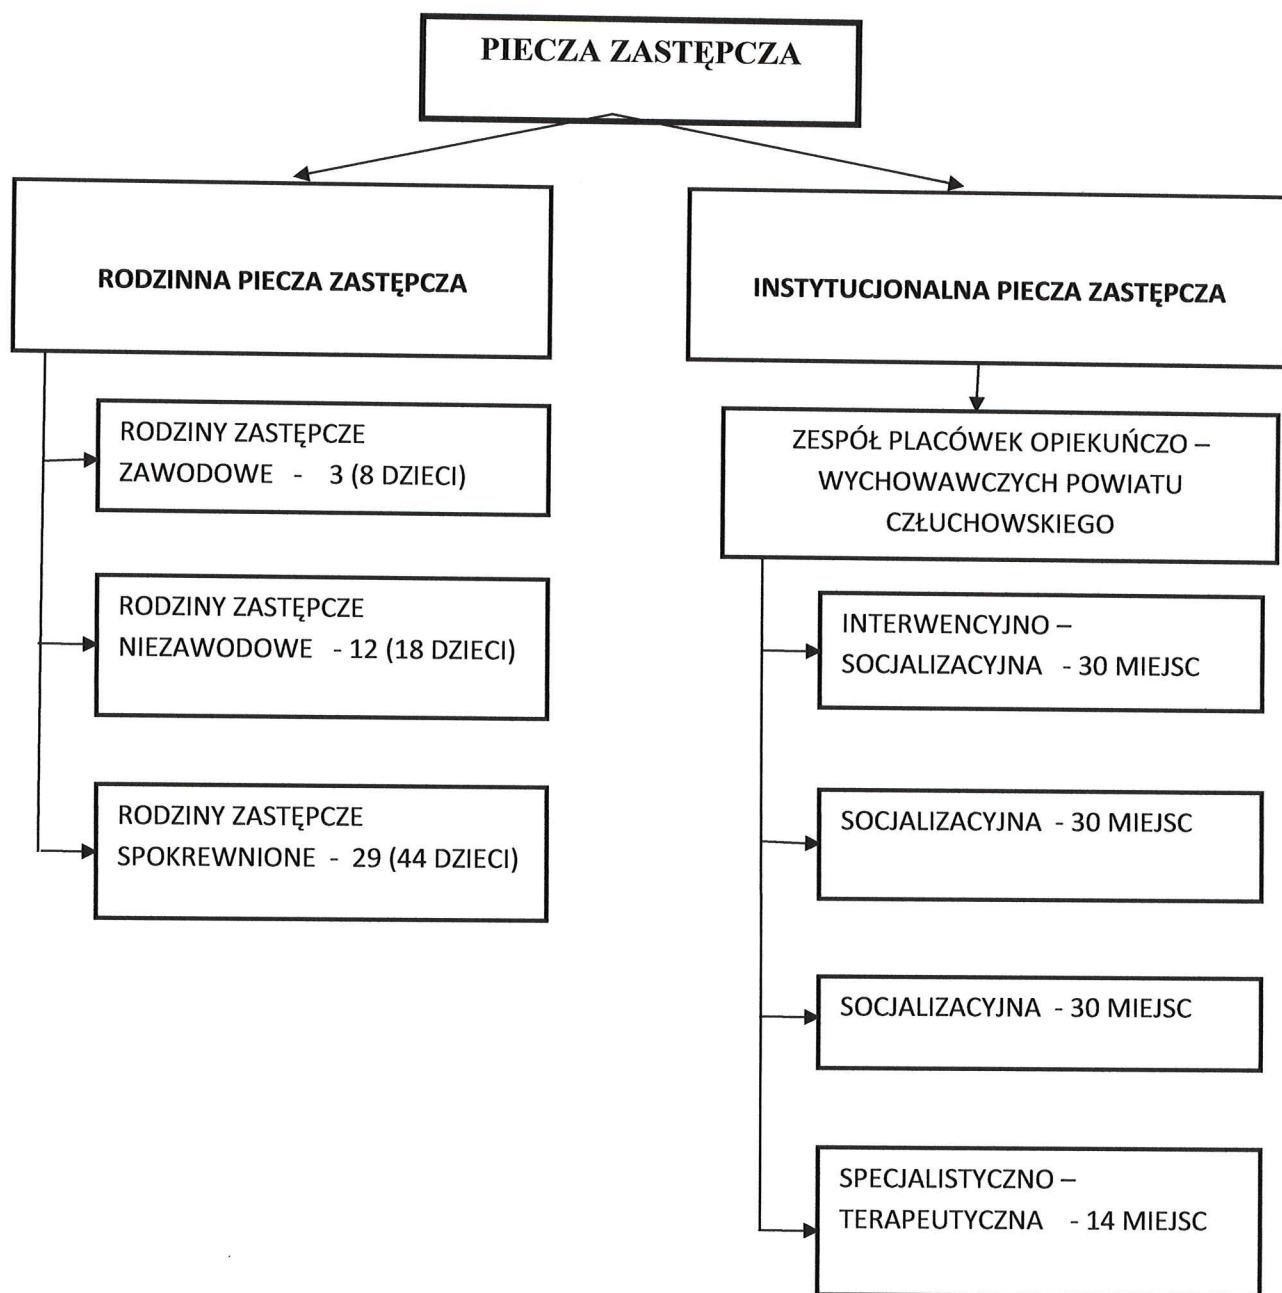 PIECZA ZASTĘPCZA
RODZINNA PIECZA ZASTĘPCZA
RODZINY ZASTĘPCZE
ZAWODOWE - 3 (8 DZIECI)
RODZINY ZASTĘPCZE
NIEZAWODOWE - 12 (18 DZIECI)
RODZINY ZASTĘPCZE
SPOKREWNIONE - 29 (44 DZIECI)
INSTYTUCJONALNA PIECZA ZASTĘPCZA
ZESPÓŁ PLACÓWEK OPIEKUŃCZO –
WYCHOWAWCZYCH POWIATU
CZŁUCHOWSKIEGO
INTERWENCYJNO –
SOCJALIZACYJNA - 30 MIEJSC
SOCJALIZACYJNA - 30 MIEJSC
SOCJALIZACYJNA - 30 MIEJSC
SPECJALISTYCZNO –
TERAPEUTYCZNA - 14 MIEJSC